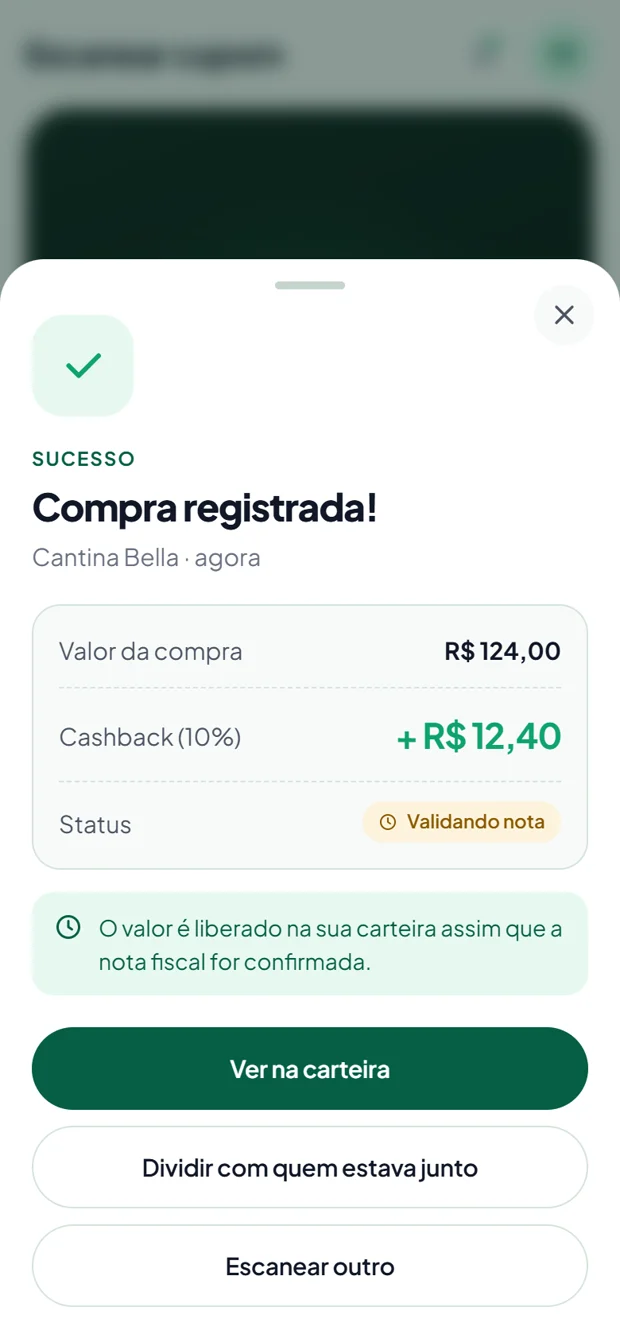 SUCESSO
Compra registrada!
Cantina Bella · agora
Valor da compra R$ 124,00
Cashback (10%) + R$ 12,40
Status Validando nota
O valor é liberado na sua carteira assim que a
nota fiscal for confirmada.
Ver na carteira
Dividir com quem estava junto
Escanear outro